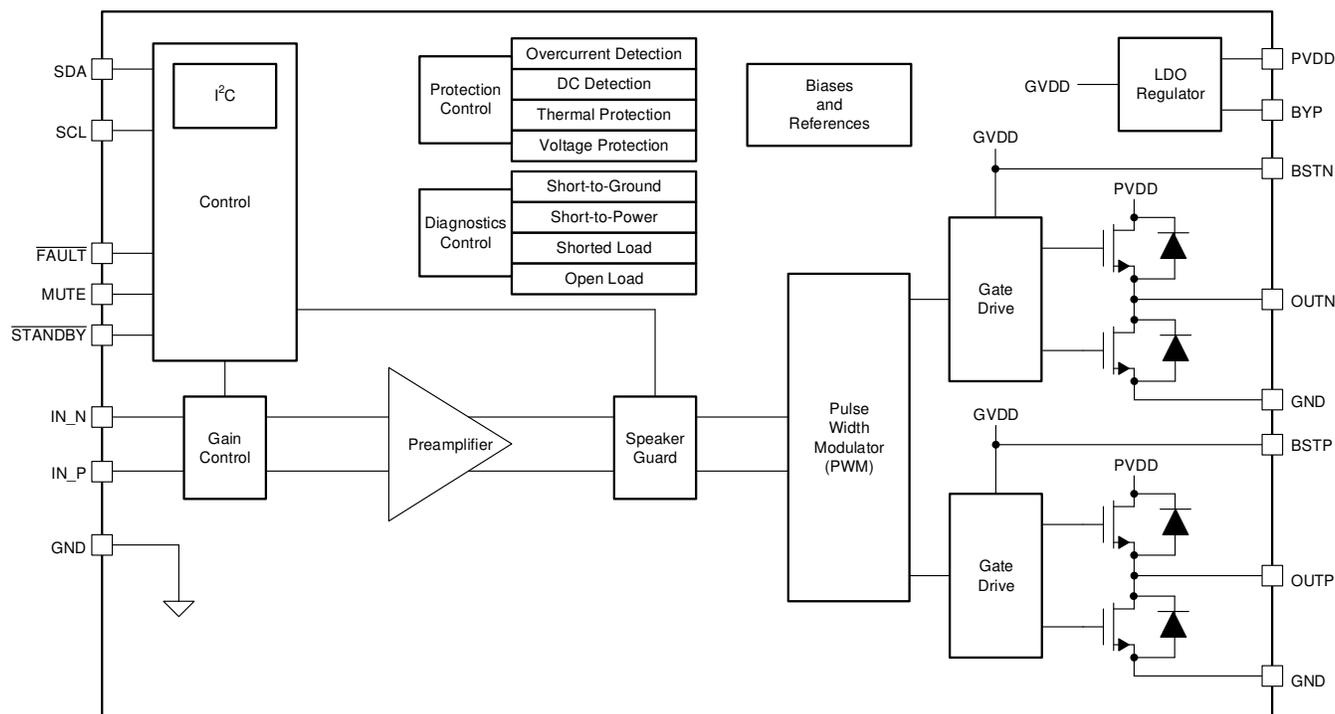 SDA
SCL
FAULT
MUTE
STANDBY
IN_N
IN_P
GND
I²C
Control
Gain
Control
Protection
Control
Overcurrent Detection
DC Detection
Thermal Protection
Voltage Protection
Diagnostics
Control
Short-to-Ground
Short-to-Power
Shorted Load
Open Load
Preamplifier
Speaker
Guard
Biases
and
References
Pulse
Width
Modulator
(PWM)
GVDD
LDO
Regulator
PVDD
BYP
GVDD
BSTN
PVDD
Gate
Drive
OUTN
GND
GVDD
BSTP
PVDD
Gate
Drive
OUTP
GND